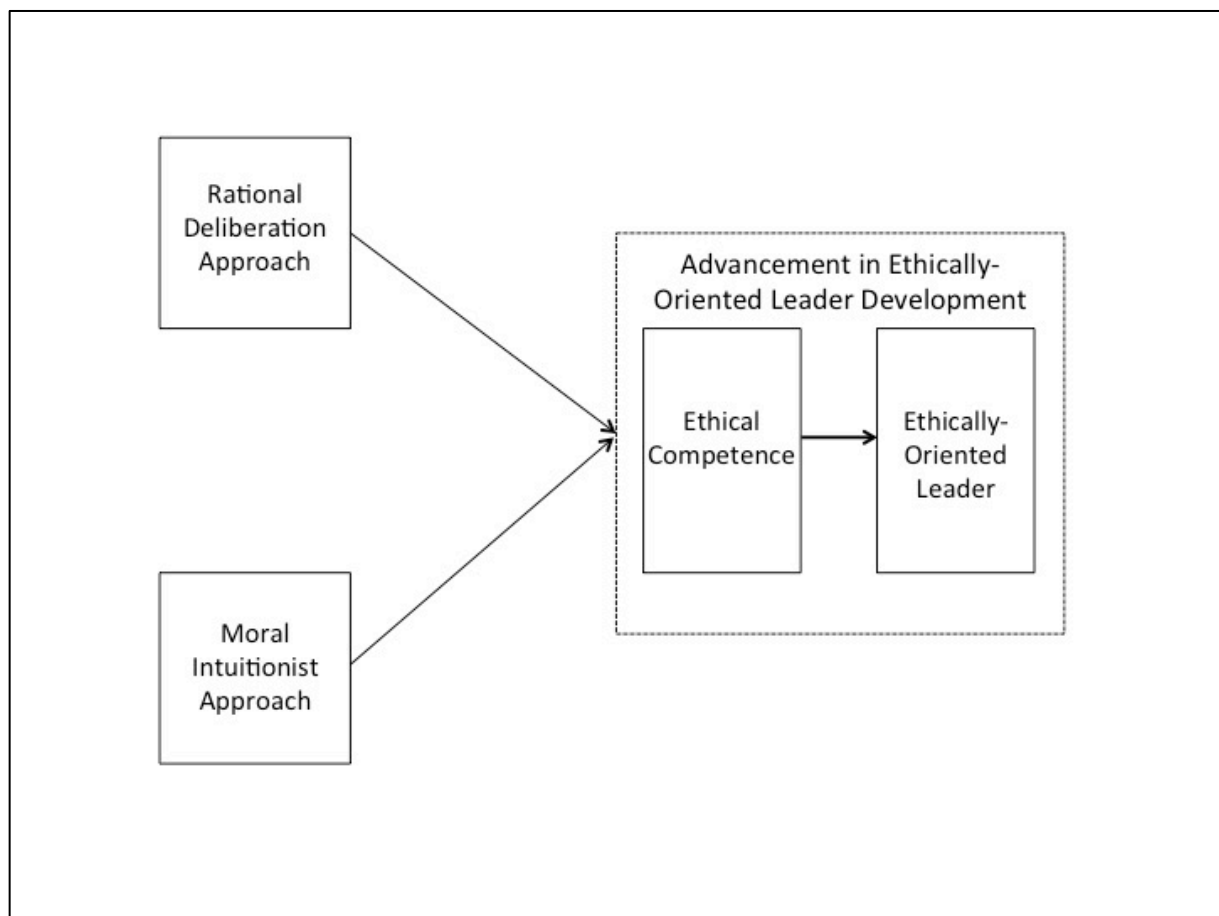 Rational
Deliberation
Approach
Advancement in Ethically-
Oriented Leader Development
Ethical
Competence
Ethically-
Oriented
Leader
Moral
Intuitionist
Approach